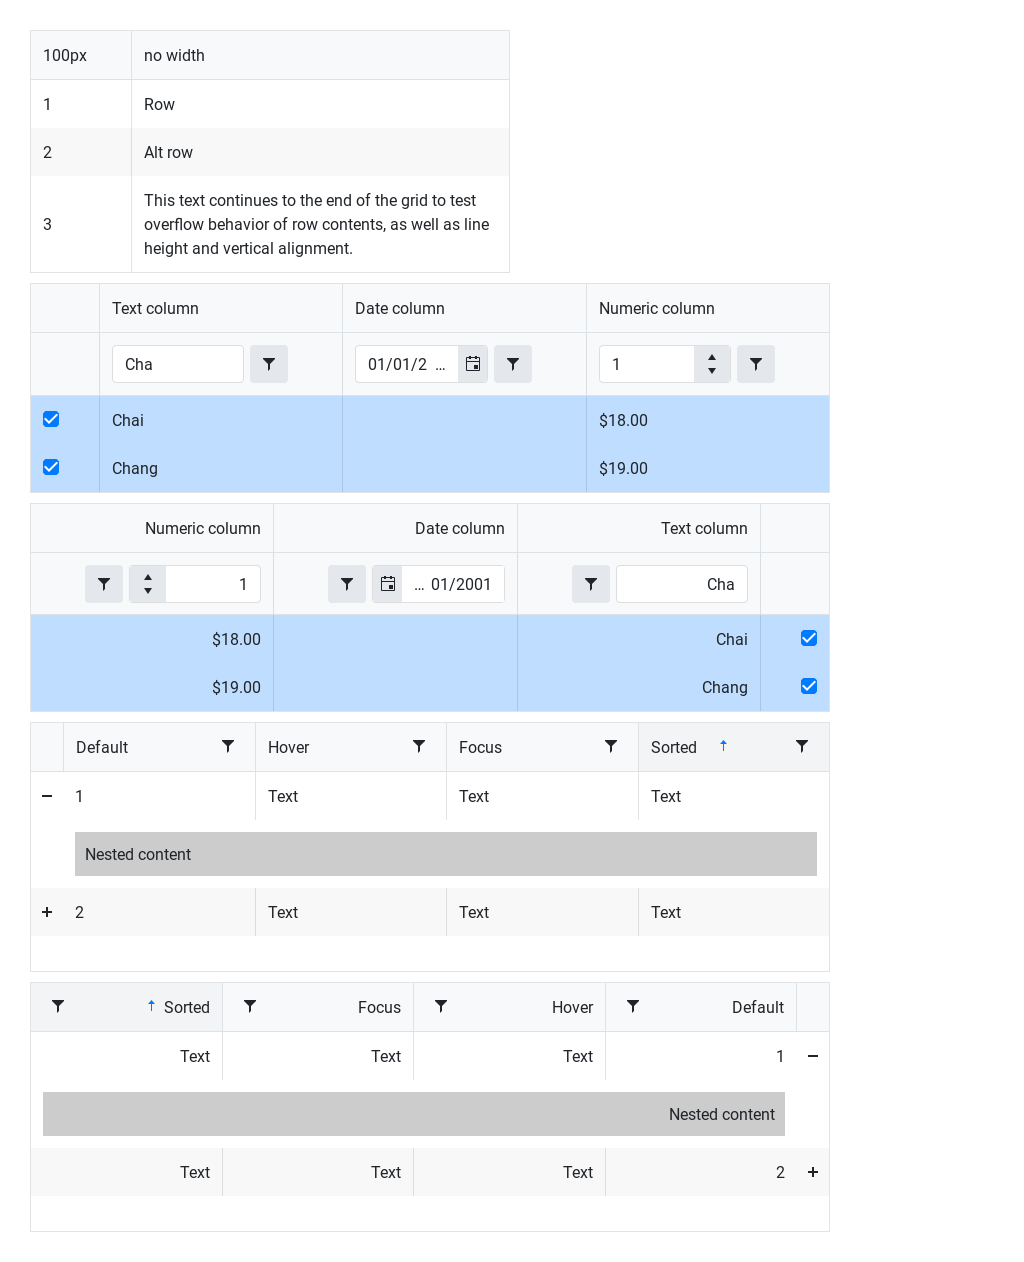 100px no width
1 Row
2 Alt row
3 This text continues to the end of the grid to test
overflow behavior of row contents, as well as line
height and vertical alignment.
Text column Date column Numeric column
Cha 01/01/2 ... 1
Chai $18.00
Chang $19.00
Numeric column Date column Text column
1 ... 01/2001 Cha
$18.00 Chai
$19.00 Chang
Default Hover Focus Sorted
1 Text Text Text
Nested content
2 Text Text Text
Sorted Focus Hover Default
Text Text Text 1
Nested content
Text Text Text 2